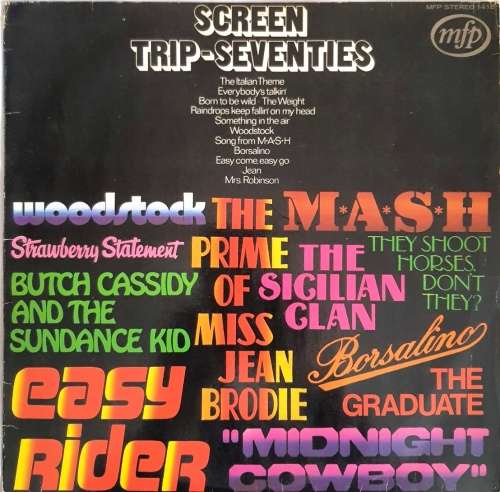 SCREEN
TRIP-SEVENTIES
MFP STEREO 1418
mfp
The Italian Theme
Everybody's talkin'
Born to be wild · The Weight
Raindrops keep fallin' on my head
Something in the air
Woodstock
Song from M·A·S·H
Borsalino
Easy come, easy go
Jean
Mrs. Robinson
woodstock
Strawberry Statement
BUTCH CASSIDY
AND THE
SUNDANCE KID
easy
Rider
THE
PRIME
OF
MISS
JEAN
BRODIE
M*A*S*H
THE
SICILIAN
CLAN
THEY SHOOT
HORSES,
DON'T
THEY?
Borsalino
THE
GRADUATE
"MIDNIGHT
COWBOY"